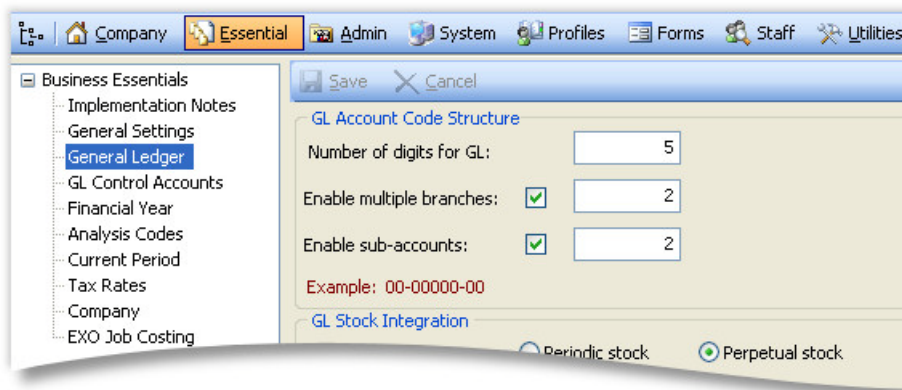 Company Essential Admin System Profiles Forms Staff Utilities
Business Essentials
Implementation Notes
General Settings
General Ledger
GL Control Accounts
Financial Year
Analysis Codes
Current Period
Tax Rates
Company
EXO Job Costing
Save Cancel
GL Account Code Structure
Number of digits for GL: 5
Enable multiple branches: 2
Enable sub-accounts: 2
Example: 00-00000-00
GL Stock Integration
Periodic stock Perpetual stock